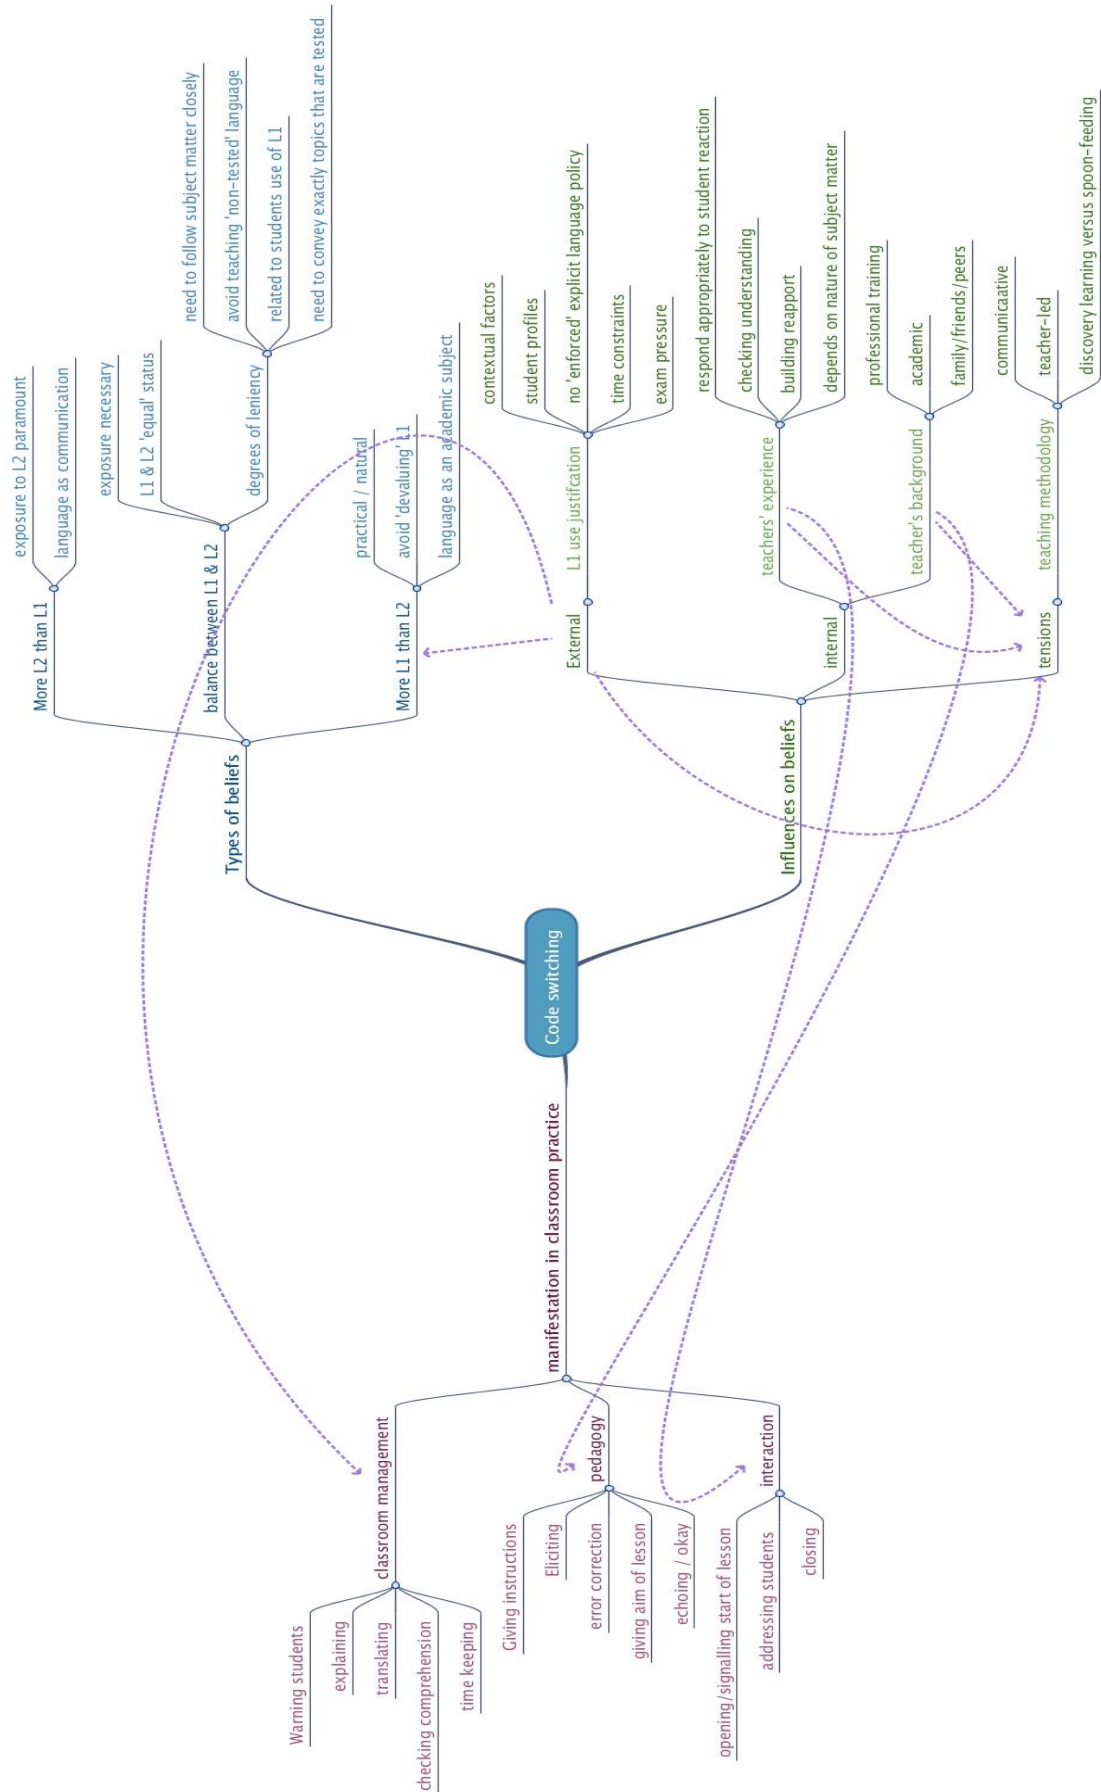 Code switching
Types of beliefs
More L2 than L1
exposure to L2 paramount
language as communication
balance between L1 & L2
exposure necessary
L1 & L2 'equal' status
degrees of leniency
need to follow subject matter closely
avoid teaching 'non-tested' language
related to students use of L1
need to convey exactly topics that are tested
More L1 than L2
practical / natural
avoid 'devaluing' L1
language as an academic subject
Influences on beliefs
External
L1 use justifcation
contextual factors
student profiles
no 'enforced' explicit language policy
time constraints
exam pressure
internal
teachers' experience
respond appropriately to student reaction
checking understanding
building reapport
depends on nature of subject matter
teacher's background
professional training
academic
family/friends/peers
tensions
teaching methodology
communicaative
teacher-led
discovery learning versus spoon-feeding
manifestation in classroom practice
classroom management
Warning students
explaining
translating
checking comprehension
time keeping
pedagogy
Giving instructions
Eliciting
error correction
giving aim of lesson
echoing / okay
interaction
opening/signalling start of lesson
addressing students
closing